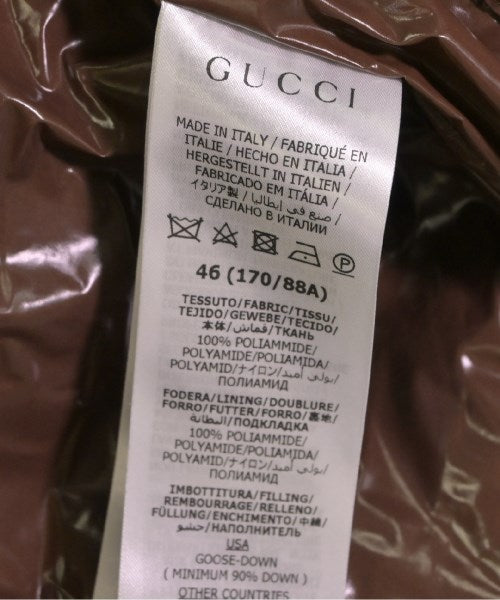 GUCCI
MADE IN ITALY / FABRIQUÉ EN
ITALIE / HECHO EN ITALIA /
HERGESTELLT IN ITALIEN /
FABRICADO EM ITÁLIA /
イタリア製 / صنع في إيطاليا /
СДЕЛАНО В ИТАЛИИ
P
46 (170/88A)
TESSUTO/FABRIC/TISSU/
TEJIDO/GEWEBE/TECIDO/
本体/قماش/ТКАНЬ
100% POLIAMMIDE/
POLYAMIDE/POLIAMIDA/
POLYAMID/ナイロン/بولي أميد/
ПОЛИАМИД
FODERA/LINING/DOUBLURE/
FORRO/FUTTER/FORRO/裏地/
البطانة/ПОДКЛАДКА
100% POLIAMMIDE/
POLYAMIDE/POLIAMIDA/
POLYAMID/ナイロン/بولي أميد/
ПОЛИАМИД
IMBOTTITURA/FILLING/
REMBOURRAGE/RELLENO/
FÜLLUNG/ENCHIMENTO/中綿/
حشو/НАПОЛНИТЕЛЬ
USA
GOOSE-DOWN
( MINIMUM 90% DOWN )
OTHER COUNTRIES